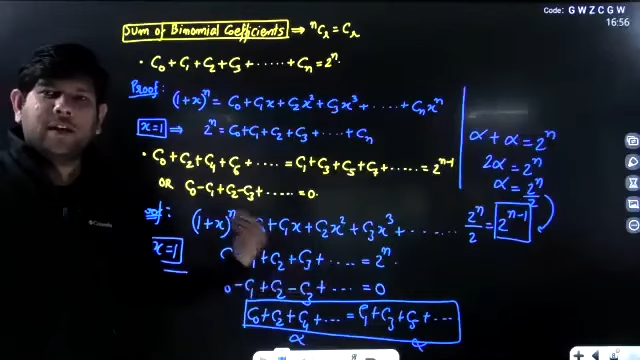 Code: G W Z C G W
16:56
Sum of Binomial Coefficients ⇒ ⁿCᵣ = Cᵣ
• C₀ + C₁ + C₂ + C₃ + ...... + Cₙ = 2ⁿ.
Proof:
(1+x)ⁿ = C₀ + C₁x + C₂x² + C₃x³ + ...... + Cₙxⁿ
x=1 ⇒ 2ⁿ = C₀ + C₁ + C₂ + C₃ + ... + Cₙ
• C₀ + C₂ + C₄ + C₆ + ...... = C₁ + C₃ + C₅ + C₇ + ...... = 2ⁿ⁻¹
OR C₀ - C₁ + C₂ - C₃ + ...... = 0.
(1+x)ⁿ + C₁x + C₂x² + C₃x³ + ......
x=1
+ C₂ + C₃ + ... = 2ⁿ.
- C₁ + C₂ - C₃ + ... = 0
C₀ + C₂ + C₄ + ... = C₁ + C₃ + C₅ + ...
α α
α + α = 2ⁿ
2α = 2ⁿ
α = 2ⁿ/2
2ⁿ/2 = 2ⁿ⁻¹